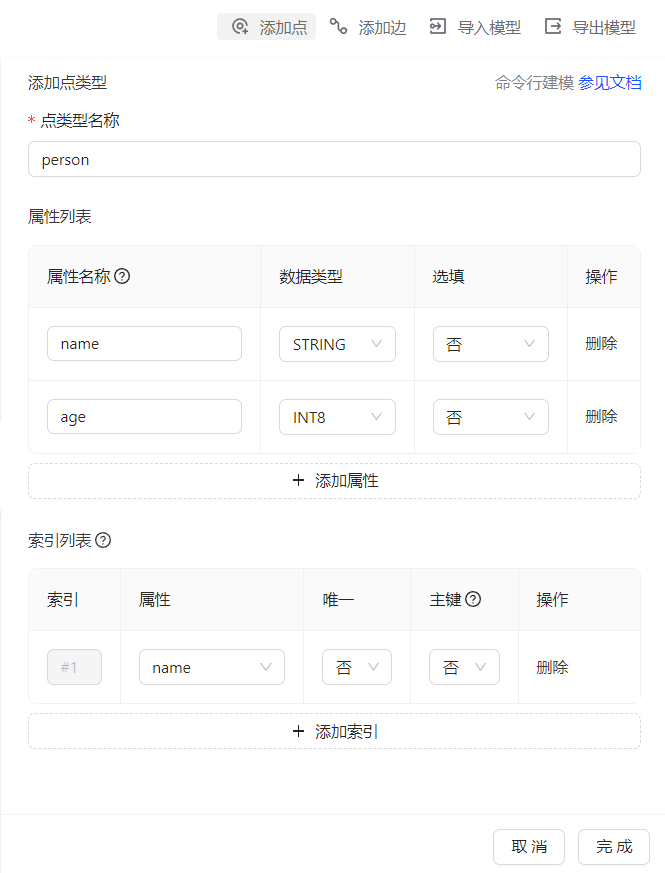 添加点 添加边 导入模型 导出模型
添加点类型 命令行建模 参见文档
* 点类型名称
person
属性列表
属性名称 ? 数据类型 选填 操作
name STRING 否 删除
age INT8 否 删除
+ 添加属性
索引列表 ?
索引 属性 唯一 主键 ? 操作
#1 name 否 否 删除
+ 添加索引
取 消 完 成